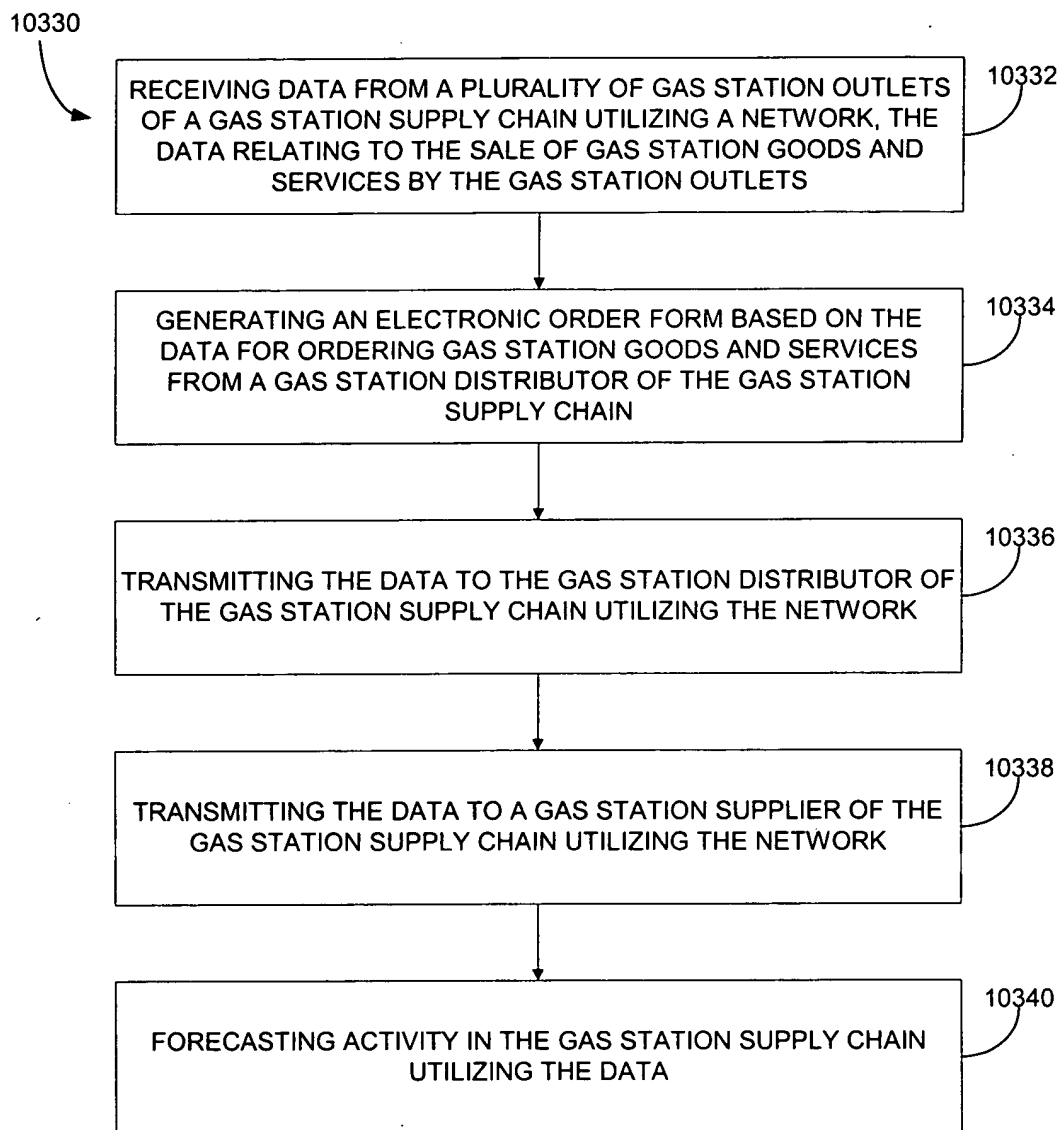 10330
10332
RECEIVING DATA FROM A PLURALITY OF GAS STATION OUTLETS
OF A GAS STATION SUPPLY CHAIN UTILIZING A NETWORK, THE
DATA RELATING TO THE SALE OF GAS STATION GOODS AND
SERVICES BY THE GAS STATION OUTLETS
10334
GENERATING AN ELECTRONIC ORDER FORM BASED ON THE
DATA FOR ORDERING GAS STATION GOODS AND SERVICES
FROM A GAS STATION DISTRIBUTOR OF THE GAS STATION
SUPPLY CHAIN
10336
TRANSMITTING THE DATA TO THE GAS STATION DISTRIBUTOR OF
THE GAS STATION SUPPLY CHAIN UTILIZING THE NETWORK
10338
TRANSMITTING THE DATA TO A GAS STATION SUPPLIER OF THE
GAS STATION SUPPLY CHAIN UTILIZING THE NETWORK
10340
FORECASTING ACTIVITY IN THE GAS STATION SUPPLY CHAIN
UTILIZING THE DATA